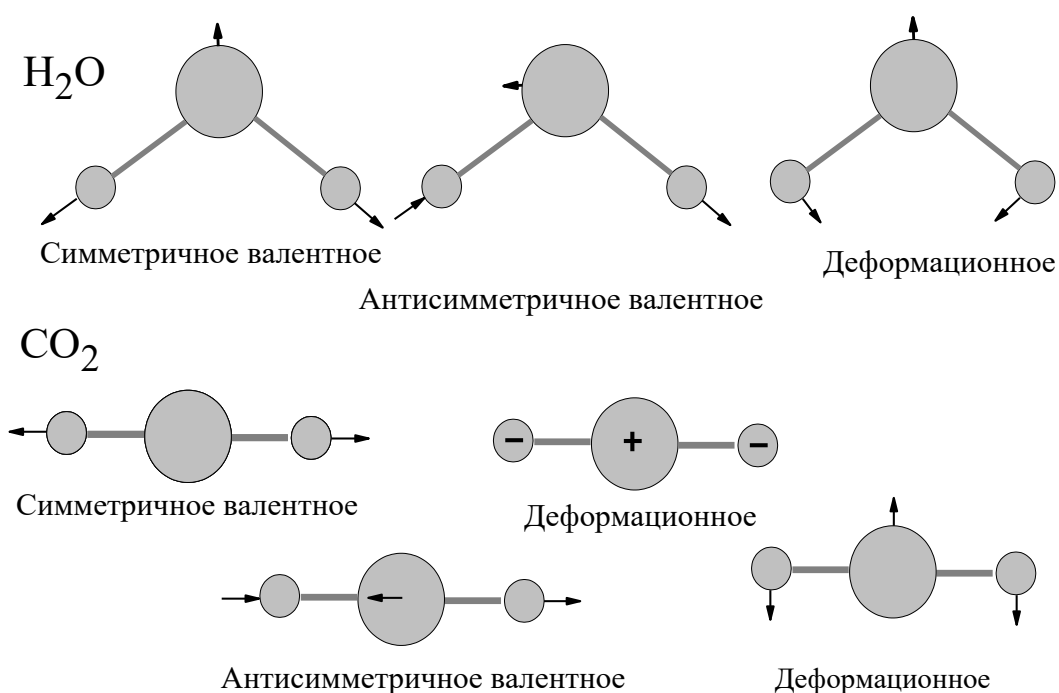 H₂O
Симметричное валентное
Деформационное
Антисимметричное валентное
CO₂
− + −
Симметричное валентное
Деформационное
Антисимметричное валентное
Деформационное